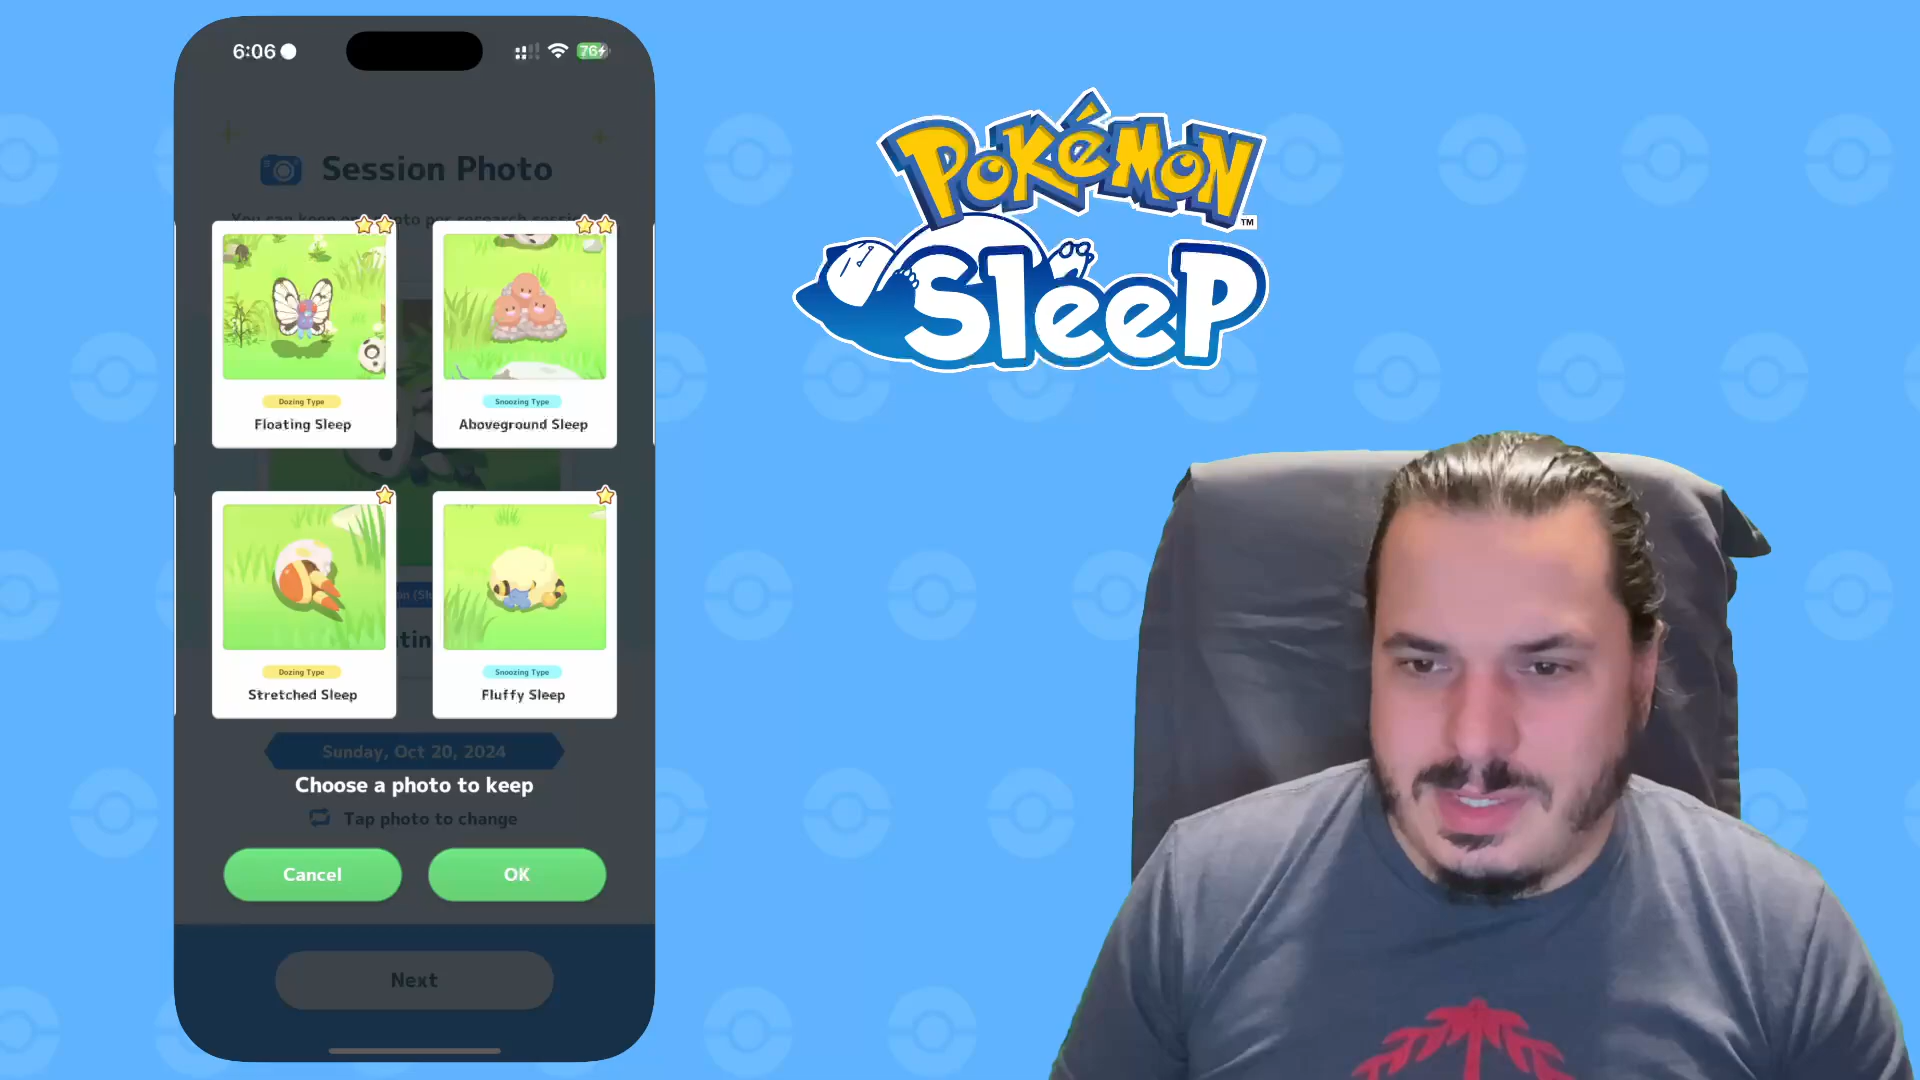 6:06
76
Session Photo
Dozing Type
Floating Sleep
Snoozing Type
Aboveground Sleep
Dozing Type
Stretched Sleep
Snoozing Type
Fluffy Sleep
Sunday, Oct 20, 2024
Choose a photo to keep
Tap photo to change
Cancel
OK
Next
POKéMON
TM
Sleep